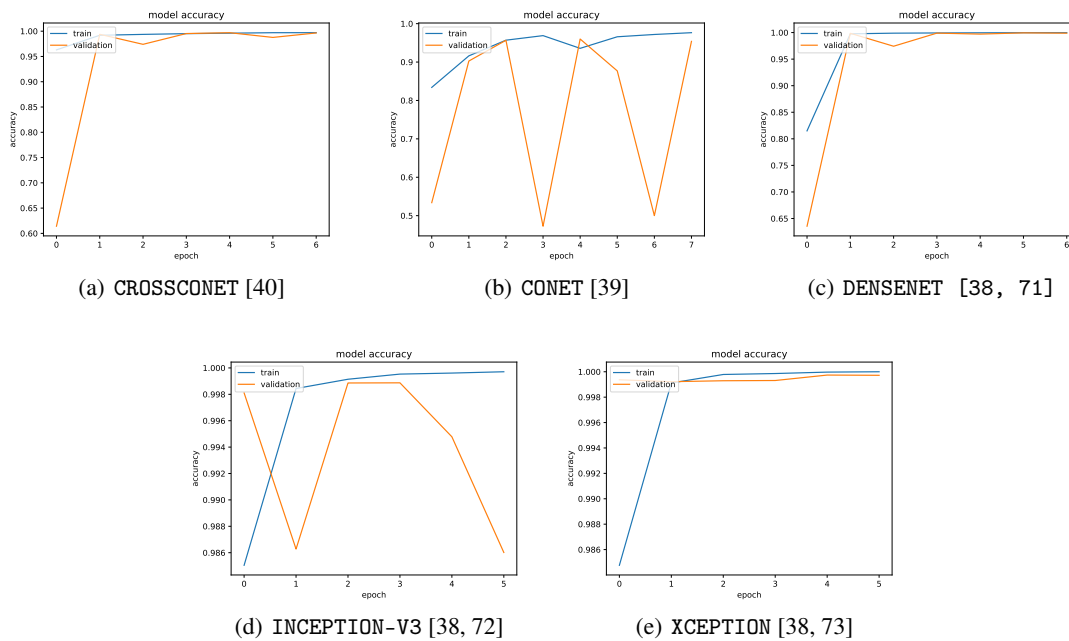 model accuracy
train
validation
1.00
0.95
0.90
0.85
0.80
0.75
0.70
0.65
0.60
accuracy
0 1 2 3 4 5 6
epoch
(a) CROSSCONET [40]
model accuracy
train
validation
1.0
0.9
0.8
0.7
0.6
0.5
accuracy
0 1 2 3 4 5 6 7
epoch
(b) CONET [39]
model accuracy
train
validation
1.00
0.95
0.90
0.85
0.80
0.75
0.70
0.65
accuracy
0 1 2 3 4 5 6
epoch
(c) DENSENET [38, 71]
model accuracy
train
validation
1.000
0.998
0.996
0.994
0.992
0.990
0.988
0.986
accuracy
0 1 2 3 4 5
epoch
(d) INCEPTION-V3 [38, 72]
model accuracy
train
validation
1.000
0.998
0.996
0.994
0.992
0.990
0.988
0.986
accuracy
0 1 2 3 4 5
epoch
(e) XCEPTION [38, 73]